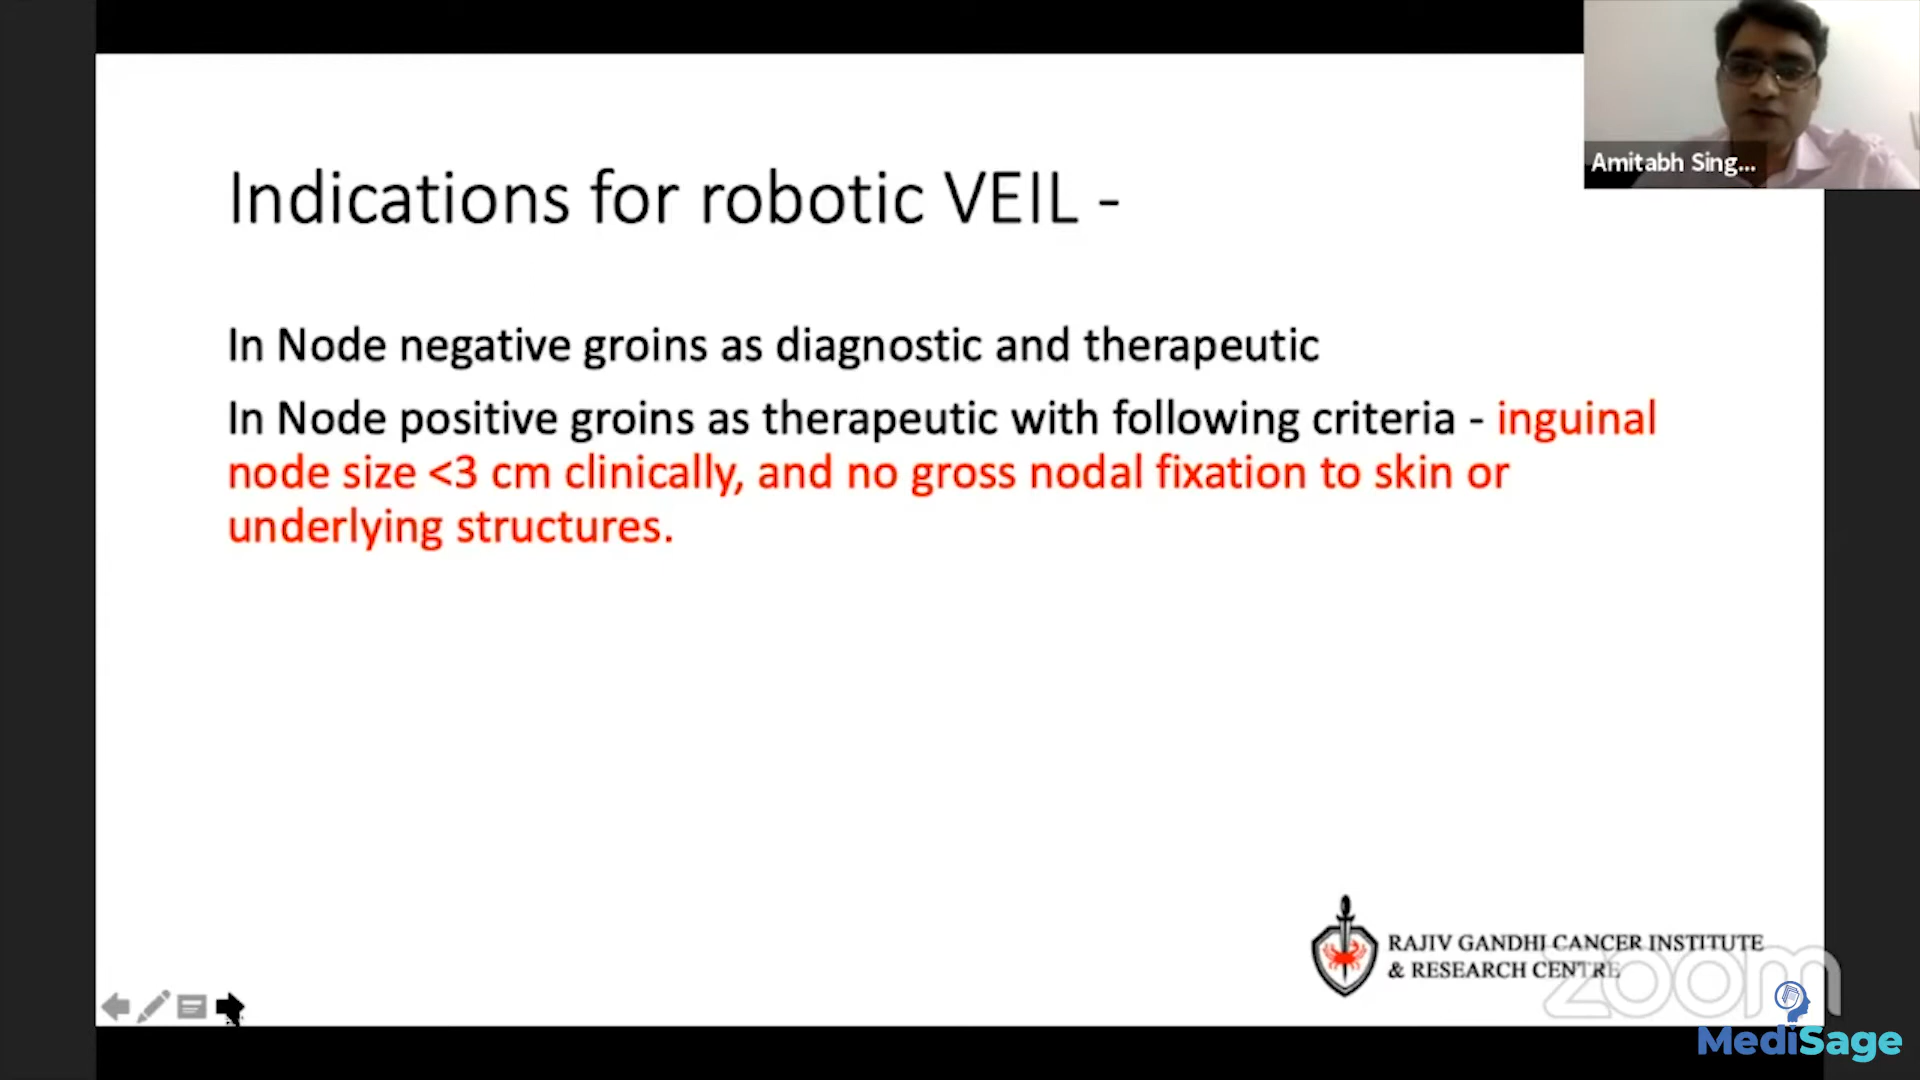 Amitabh Sing...
Indications for robotic VEIL -
In Node negative groins as diagnostic and therapeutic
In Node positive groins as therapeutic with following criteria - inguinal
node size <3 cm clinically, and no gross nodal fixation to skin or
underlying structures.
RAJIV GANDHI CANCER INSTITUTE
& RESEARCH CENTRE
zoom
MediSage